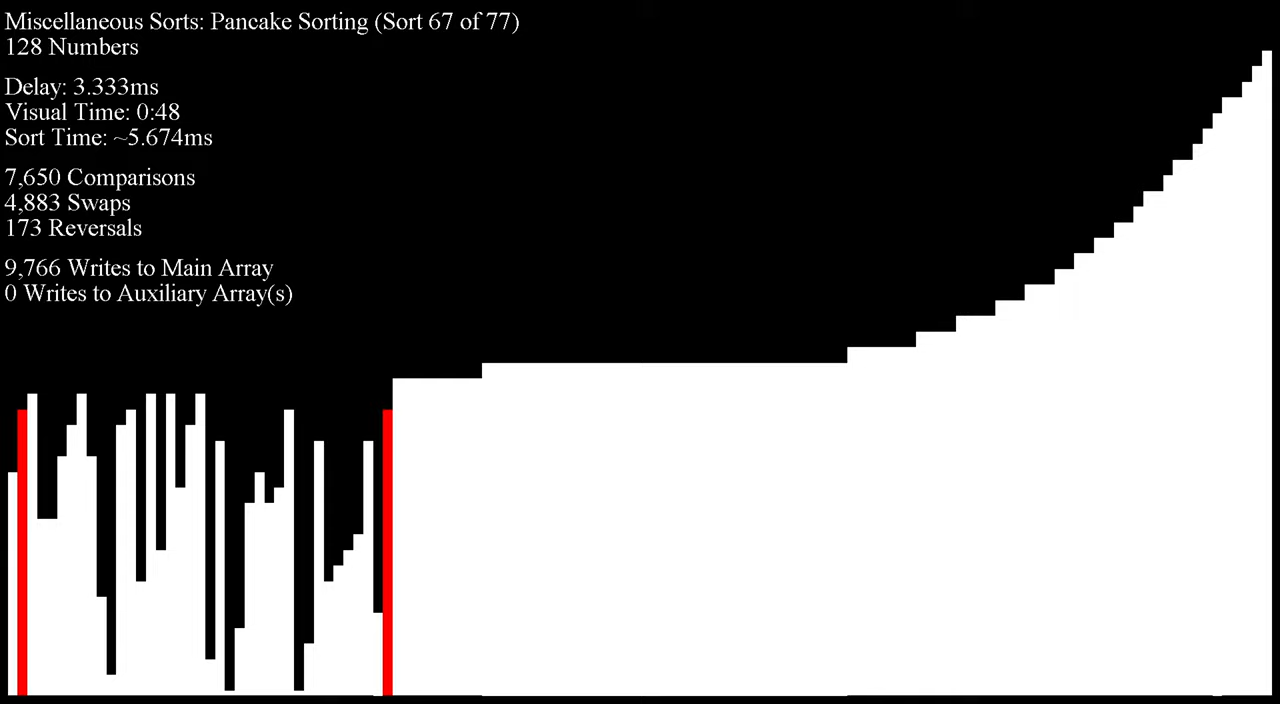 Miscellaneous Sorts: Pancake Sorting (Sort 67 of 77)
128 Numbers
Delay: 3.333ms
Visual Time: 0:48
Sort Time: ~5.674ms
7,650 Comparisons
4,883 Swaps
173 Reversals
9,766 Writes to Main Array
0 Writes to Auxiliary Array(s)